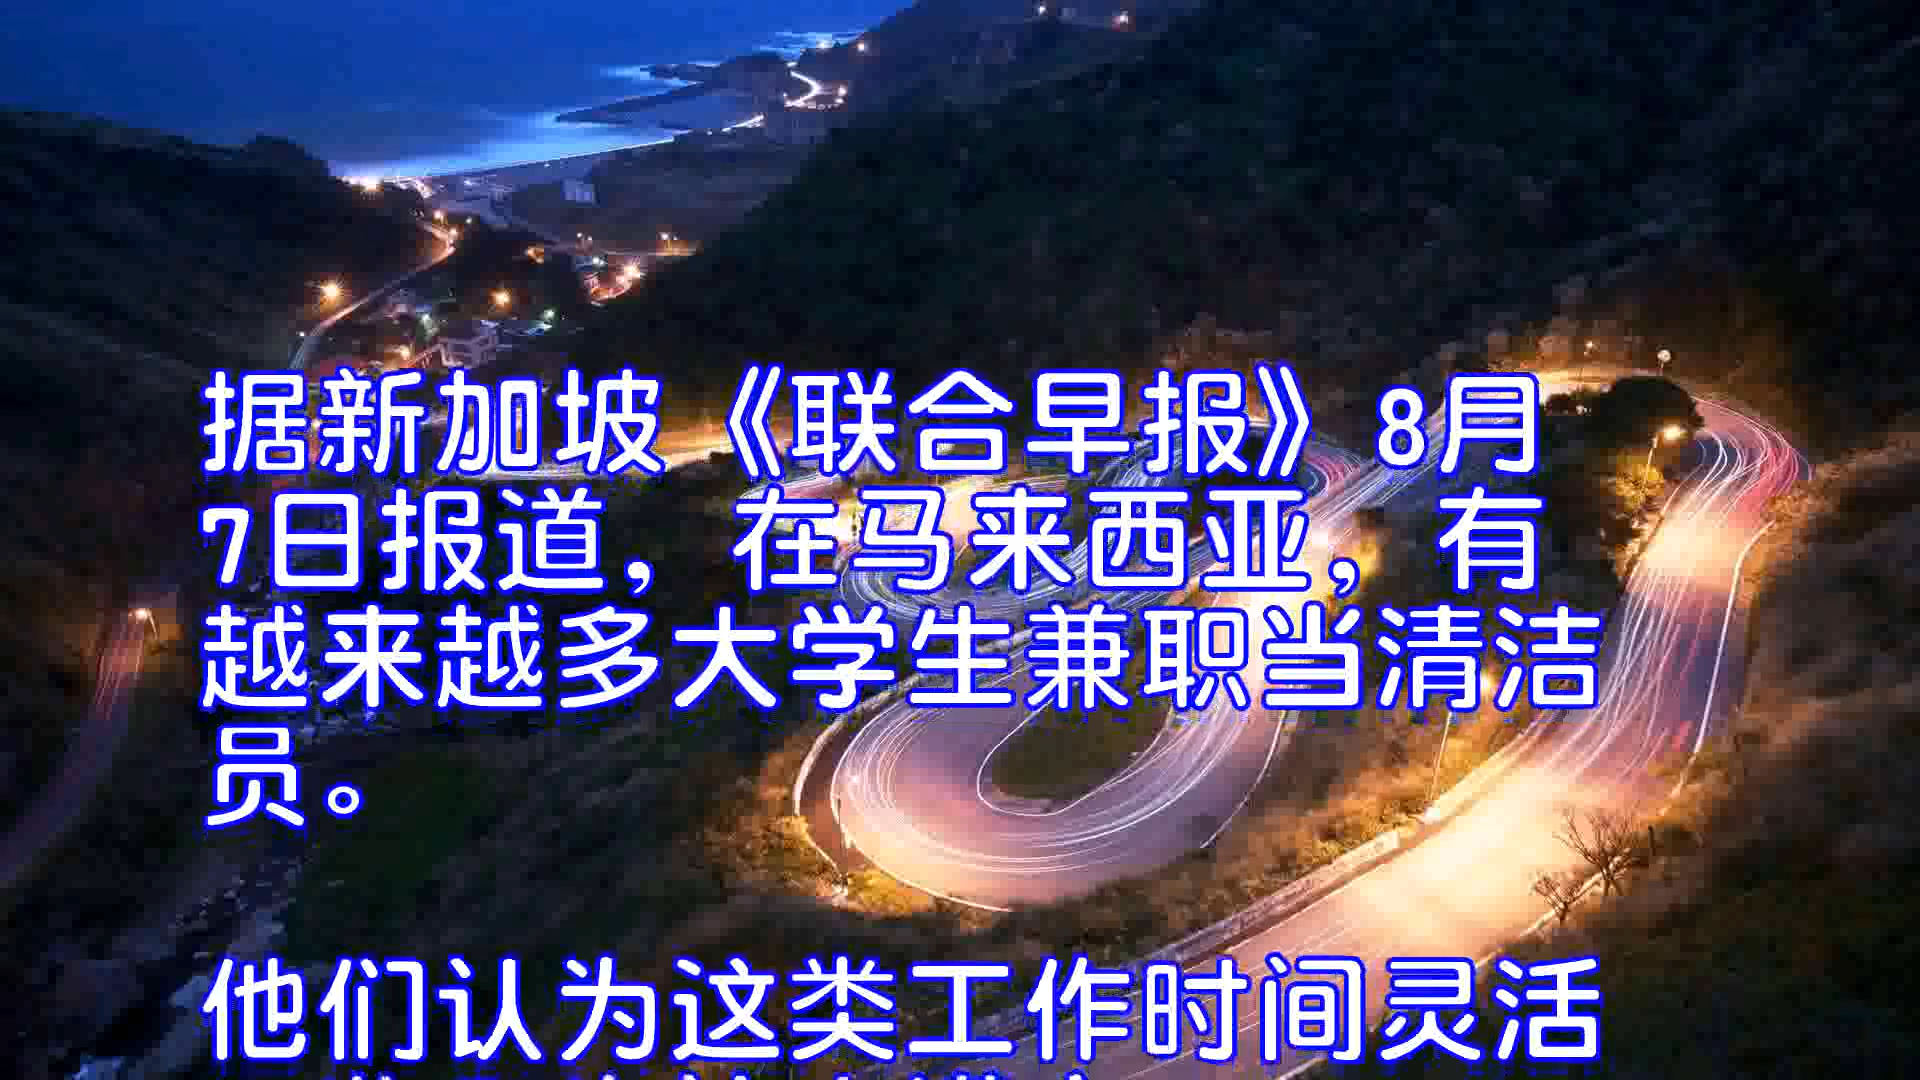 据新加坡《联合早报》8月
7日报道，在马来西亚，有
越来越多大学生兼职当清洁
员。
他们认为这类工作时间灵活